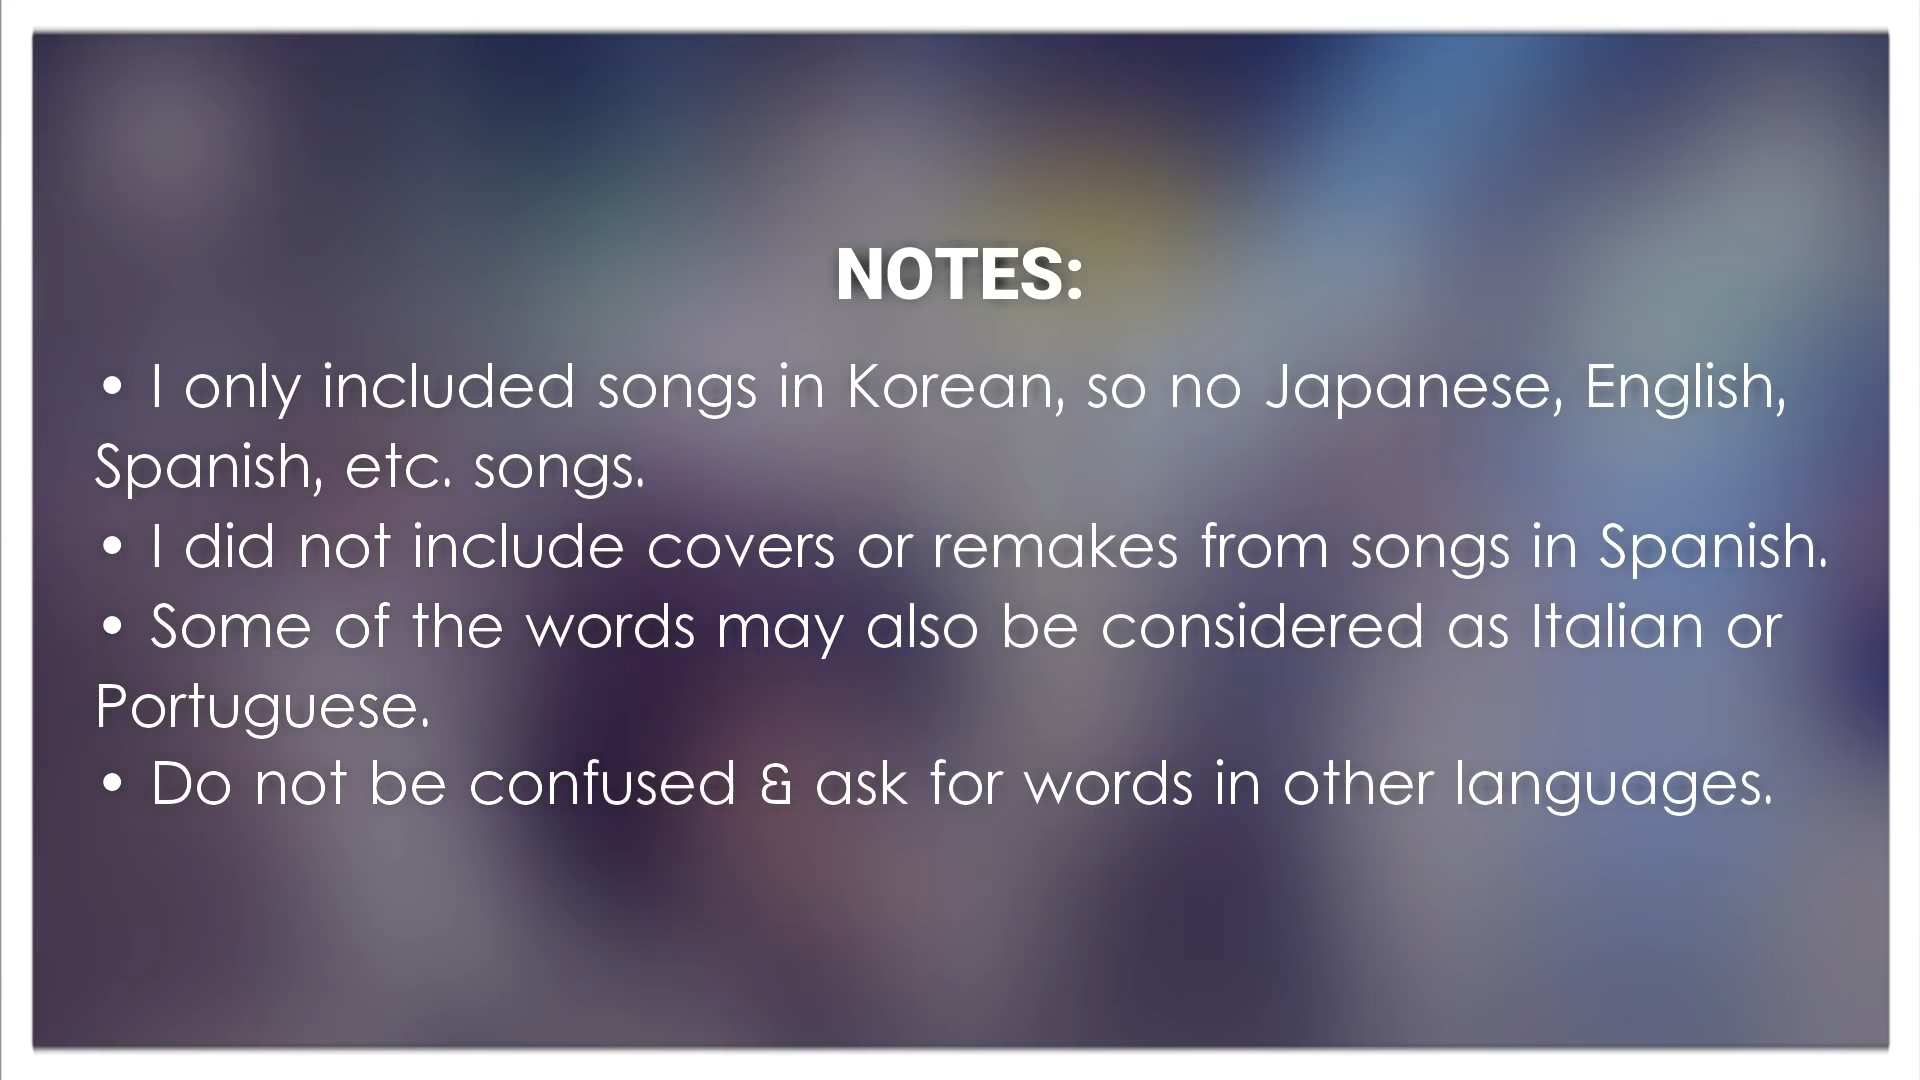 NOTES:
• I only included songs in Korean, so no Japanese, English,
Spanish, etc. songs.
• I did not include covers or remakes from songs in Spanish.
• Some of the words may also be considered as Italian or
Portuguese.
• Do not be confused & ask for words in other languages.